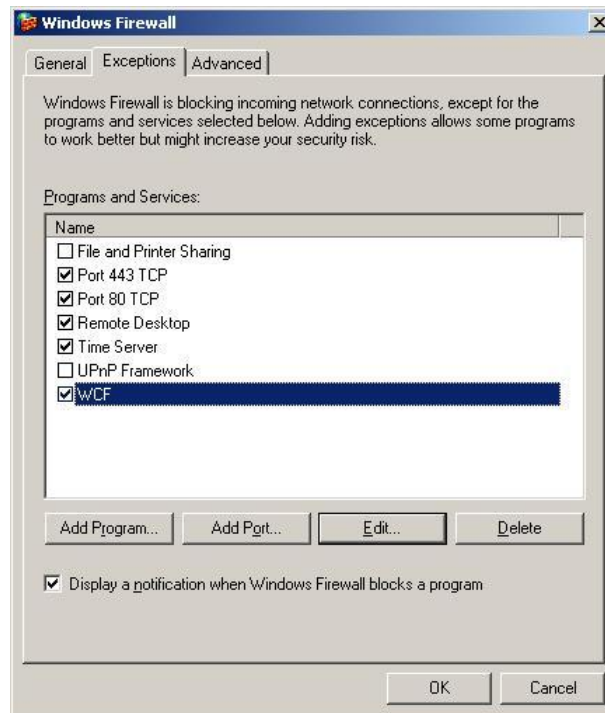 Windows Firewall
General Exceptions Advanced
Windows Firewall is blocking incoming network connections, except for the
programs and services selected below. Adding exceptions allows some programs
to work better but might increase your security risk.
Programs and Services:
Name
File and Printer Sharing
Port 443 TCP
Port 80 TCP
Remote Desktop
Time Server
UPnP Framework
WCF
Add Program... Add Port... Edit... Delete
Display a notification when Windows Firewall blocks a program
OK Cancel